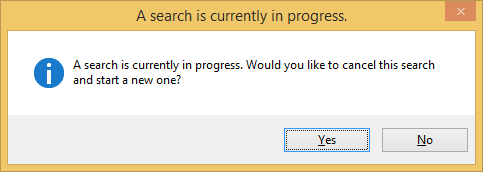 A search is currently in progress.
A search is currently in progress. Would you like to cancel this search
and start a new one?
Yes
No